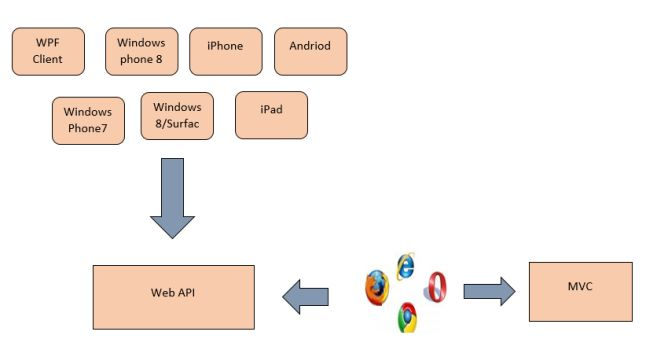 WPF
Client
Windows
phone 8
iPhone
Andriod
Windows
Phone7
Windows
8/Surfac
iPad
Web API
MVC